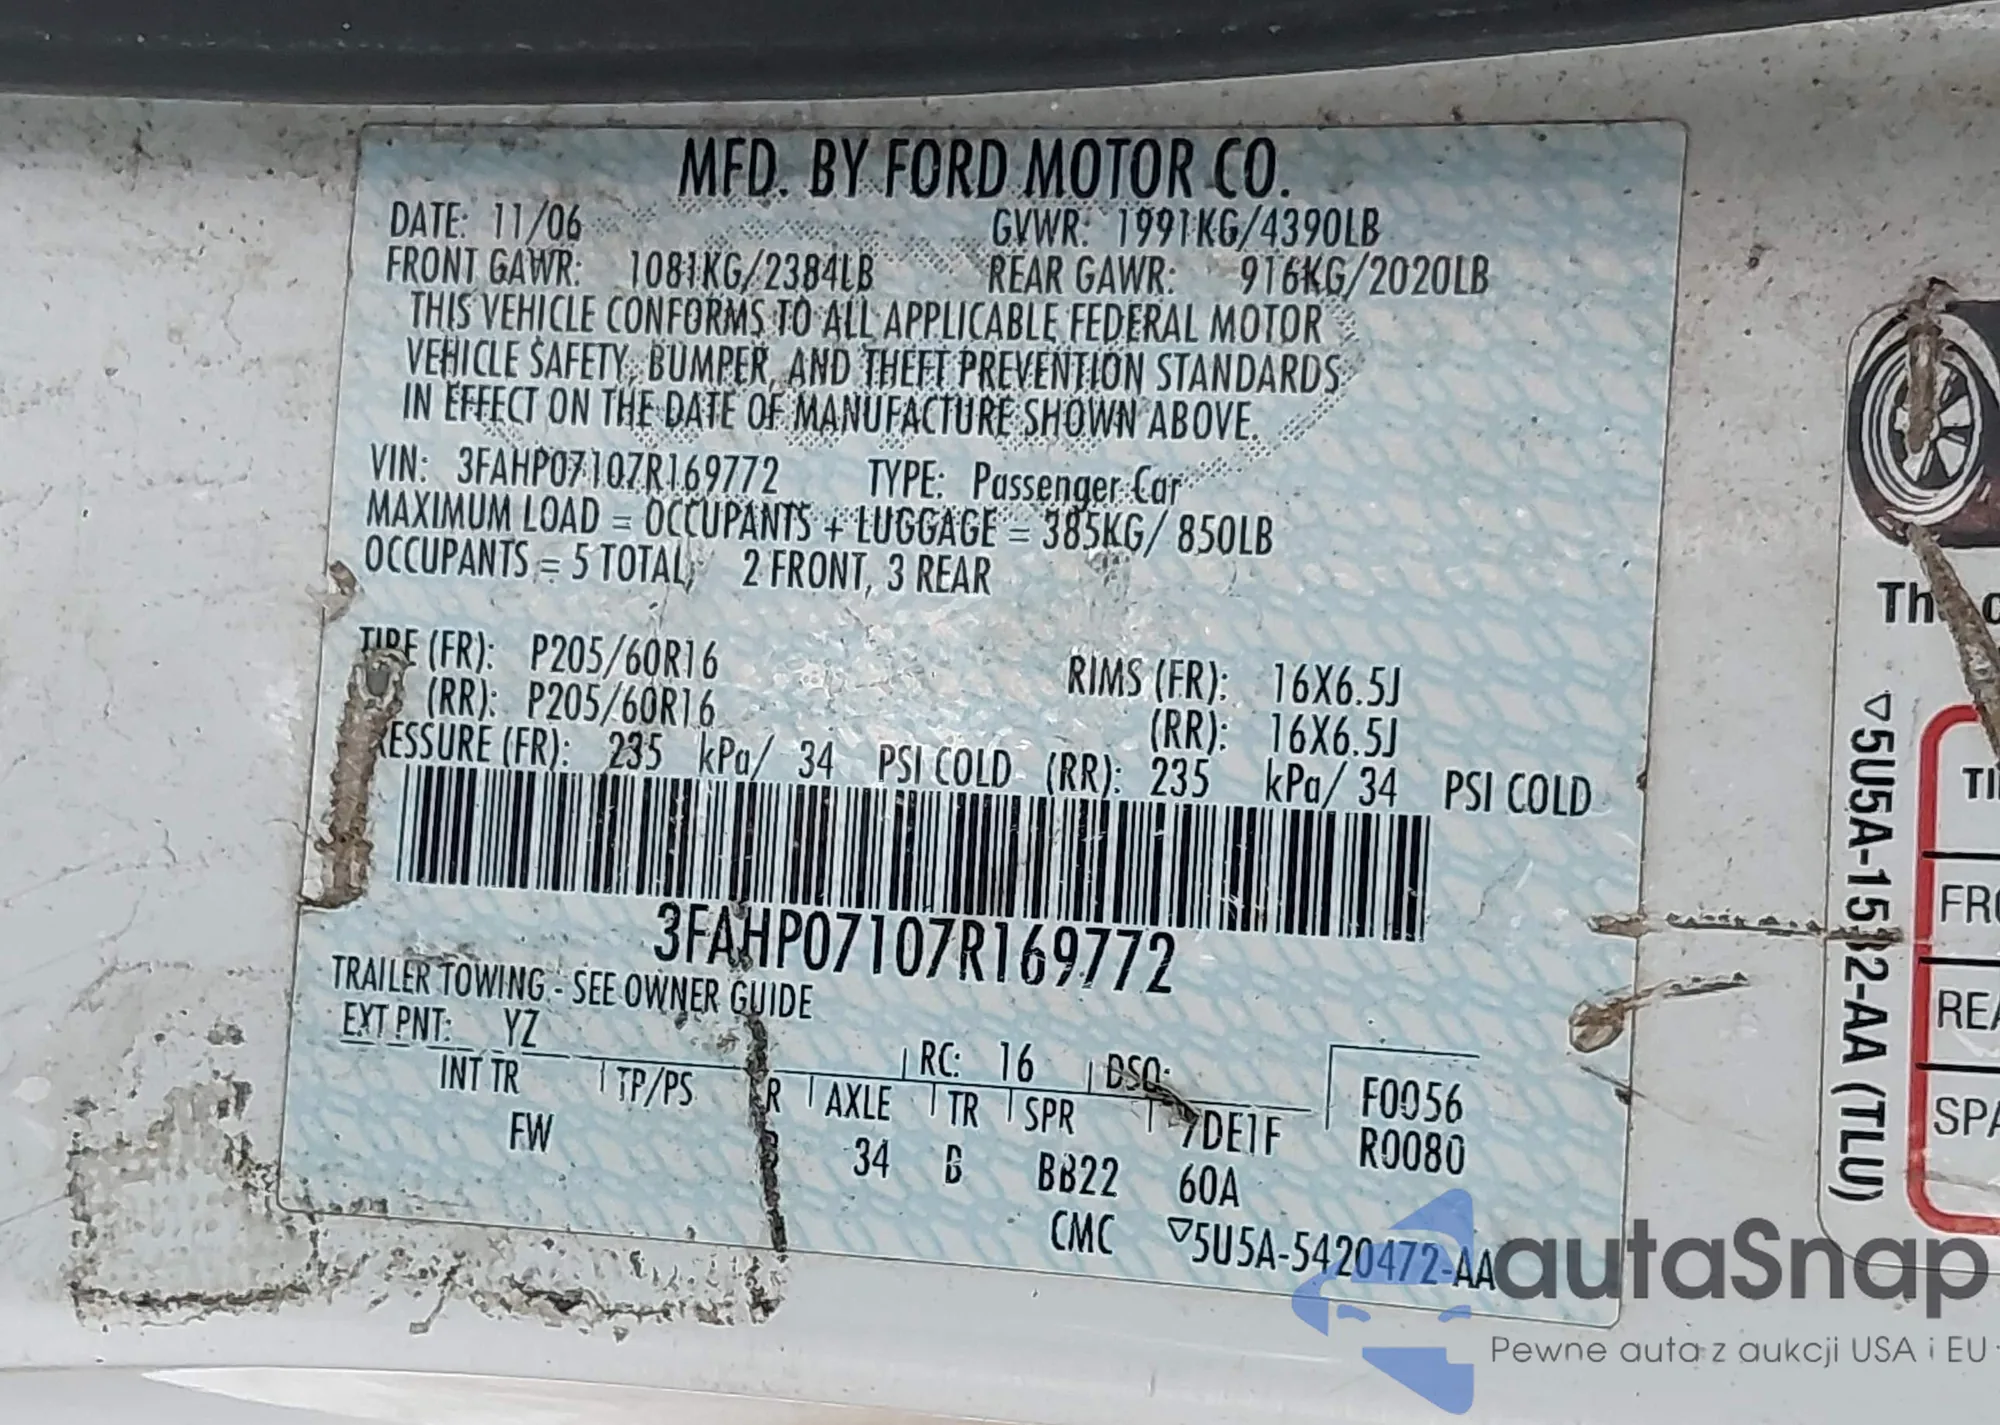 MFD. BY FORD MOTOR CO.
DATE: 11/06 GVWR: 1991KG/4390LB
FRONT GAWR: 1081KG/2384LB REAR GAWR: 916KG/2020LB
THIS VEHICLE CONFORMS TO ALL APPLICABLE FEDERAL MOTOR
VEHICLE SAFETY, BUMPER, AND THEFT PREVENTION STANDARDS
IN EFFECT ON THE DATE OF MANUFACTURE SHOWN ABOVE.
VIN: 3FAHP07107R169772 TYPE: Passenger Car
MAXIMUM LOAD = OCCUPANTS + LUGGAGE = 385KG/ 850LB
OCCUPANTS = 5 TOTAL, 2 FRONT, 3 REAR
TIRE (FR): P205/60R16 RIMS (FR): 16X6.5J
(RR): P205/60R16 (RR): 16X6.5J
PRESSURE (FR): 235 kPa/ 34 PSI COLD (RR): 235 kPa/ 34 PSI COLD
3FAHP07107R169772
TRAILER TOWING - SEE OWNER GUIDE
EXT PNT: YZ RC: 16 DSO: F0056
INT TR TP/PS R AXLE TR SPR 7DE1F R0080
FW 34 B BB22 60A
CMC ▽5U5A-5420472-AA
▽5U5A-1532-AA (TLU)
autaSnap
Pewne auta z aukcji USA i EU